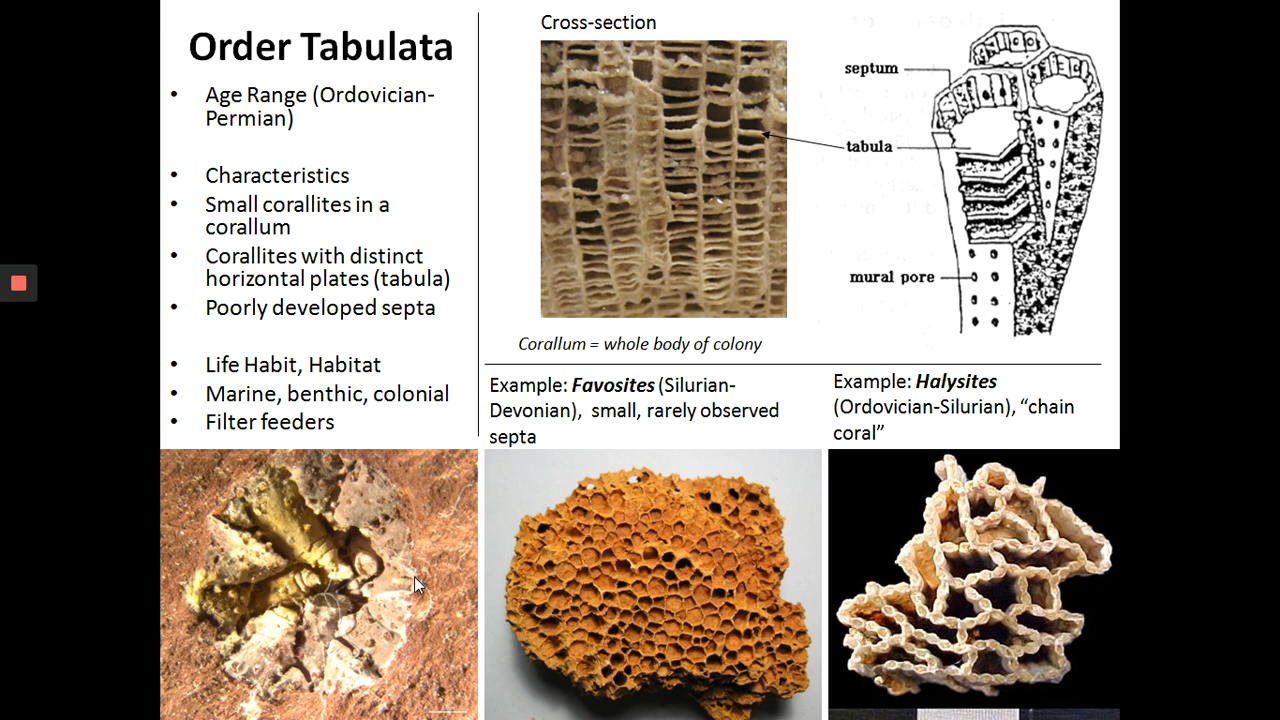 Order Tabulata
• Age Range (Ordovician-
Permian)
• Characteristics
• Small corallites in a
corallum
• Corallites with distinct
horizontal plates (tabula)
• Poorly developed septa
• Life Habit, Habitat
• Marine, benthic, colonial
• Filter feeders
Cross-section
septum
tabula
mural pore
Corallum = whole body of colony
Example: Favosites (Silurian-
Devonian), small, rarely observed
septa
Example: Halysites
(Ordovician-Silurian), “chain
coral”